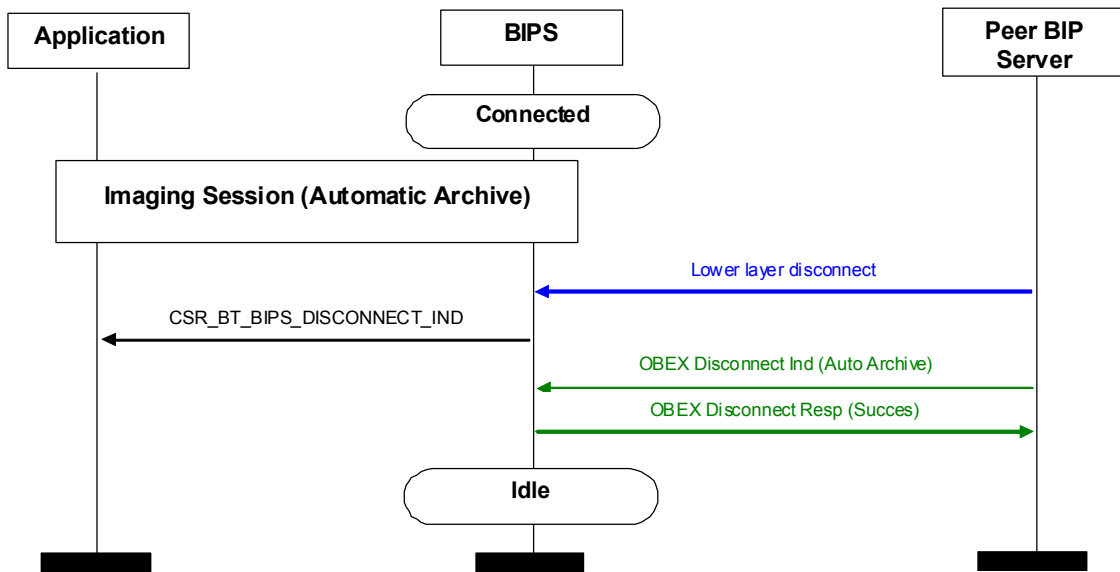 Application
BIPS
Peer BIP
Server
Connected
Imaging Session (Automatic Archive)
Lower layer disconnect
CSR_BT_BIPS_DISCONNECT_IND
OBEX Disconnect Ind (Auto Archive)
OBEX Disconnect Resp (Succes)
Idle